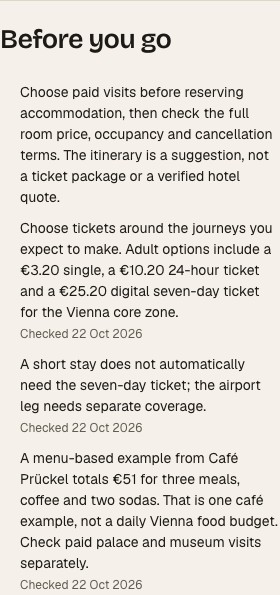 Before you go
Choose paid visits before reserving
accommodation, then check the full
room price, occupancy and cancellation
terms. The itinerary is a suggestion, not
a ticket package or a verified hotel
quote.
Choose tickets around the journeys you
expect to make. Adult options include a
€3.20 single, a €10.20 24-hour ticket
and a €25.20 digital seven-day ticket
for the Vienna core zone.
Checked 22 Oct 2026
A short stay does not automatically
need the seven-day ticket; the airport
leg needs separate coverage.
Checked 22 Oct 2026
A menu-based example from Café
Prückel totals €51 for three meals,
coffee and two sodas. That is one café
example, not a daily Vienna food budget.
Check paid palace and museum visits
separately.
Checked 22 Oct 2026